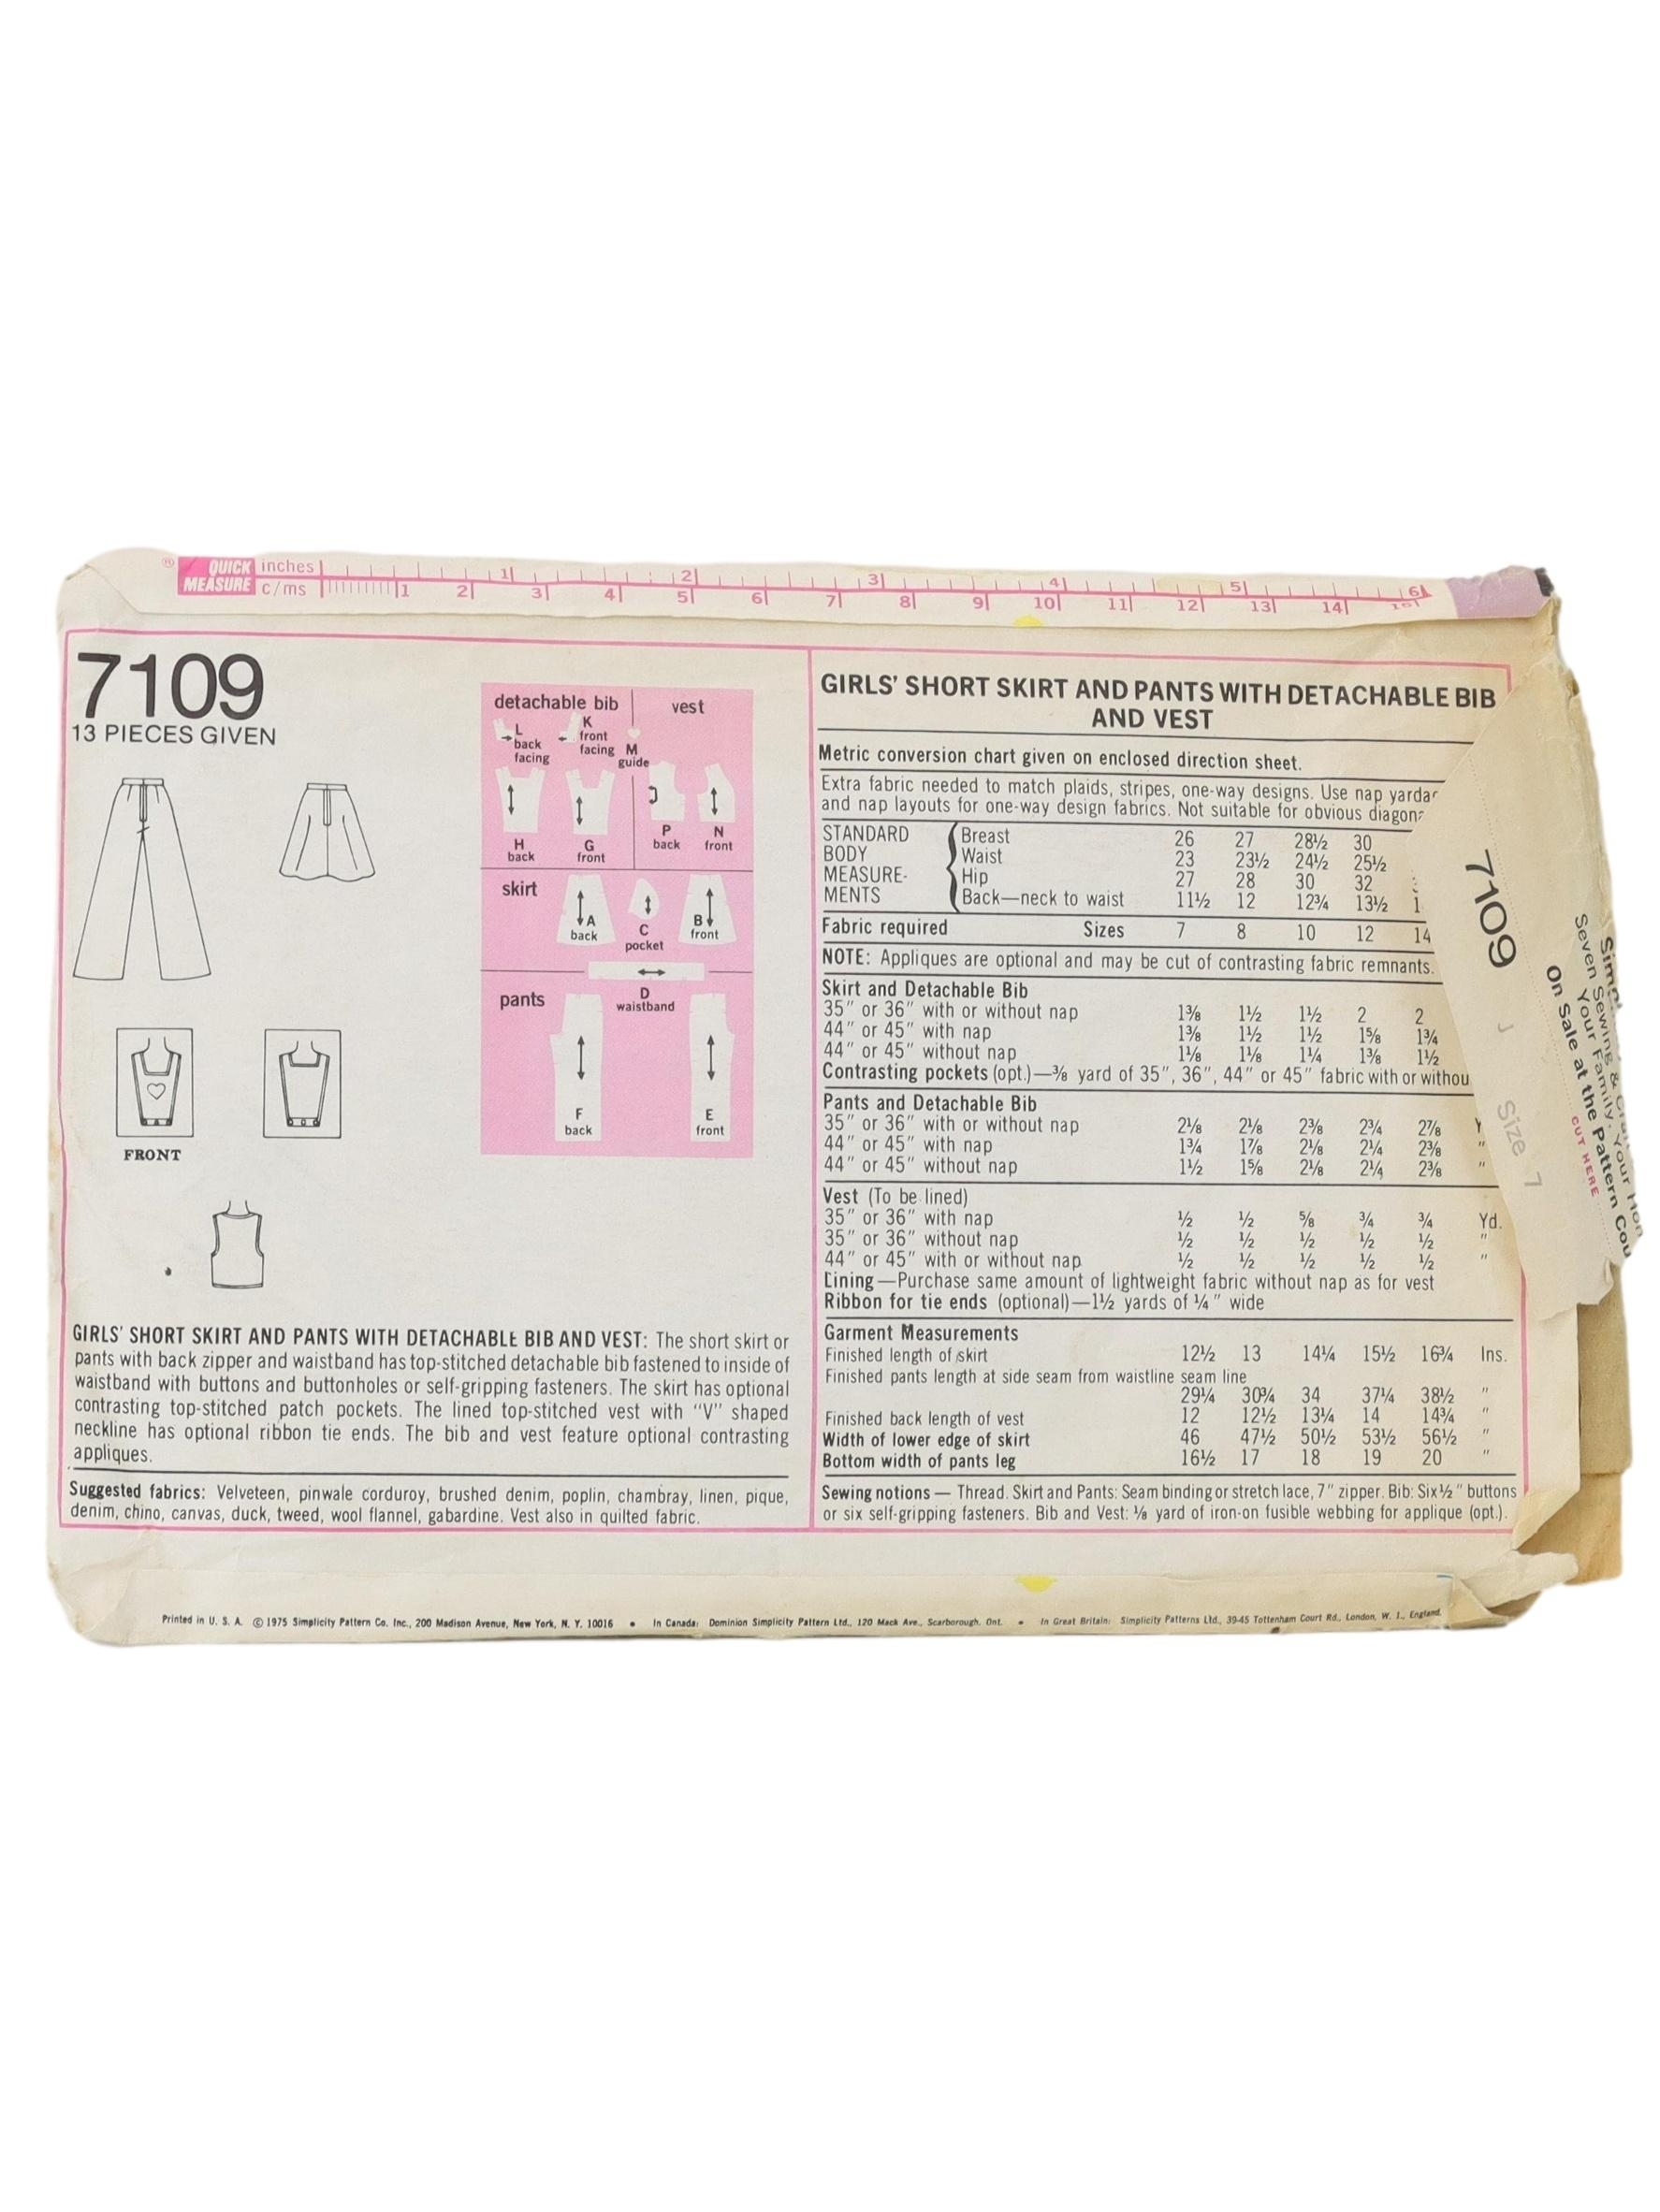 ® QUICK MEASURE inches 1 2 3 4 5 6
c/ms 1 2 3 4 5 6 7 8 9 10 11 12 13 14 15
7109
13 PIECES GIVEN
FRONT
detachable bib
vest
L back facing
K front facing
M guide
H back
G front
P back
N front
skirt
A back
C pocket
B front
D waistband
pants
F back
E front
GIRLS' SHORT SKIRT AND PANTS WITH DETACHABLE BIB AND VEST: The short skirt or
pants with back zipper and waistband has top-stitched detachable bib fastened to inside of
waistband with buttons and buttonholes or self-gripping fasteners. The skirt has optional
contrasting top-stitched patch pockets. The lined top-stitched vest with "V" shaped
neckline has optional ribbon tie ends. The bib and vest feature optional contrasting
appliques.
Suggested fabrics: Velveteen, pinwale corduroy, brushed denim, poplin, chambray, linen, pique,
denim, chino, canvas, duck, tweed, wool flannel, gabardine. Vest also in quilted fabric.
GIRLS' SHORT SKIRT AND PANTS WITH DETACHABLE BIB
AND VEST
Metric conversion chart given on enclosed direction sheet.
Extra fabric needed to match plaids, stripes, one-way designs. Use nap
and nap layouts for one-way design fabrics. Not suitable for obvious
STANDARD BODY MEASURE-MENTS
Breast 26 27 28½ 30
Waist 23 23½ 24½ 25½
Hip 27 28 30 32
Back—neck to waist 11½ 12 12¾ 13½
Fabric required Sizes 7 8 10 12 14
NOTE: Appliques are optional and may be cut of contrasting fabric remnants.
Skirt and Detachable Bib
35" or 36" with or without nap 1⅜ 1½ 1½ 2 2
44" or 45" with nap 1⅜ 1½ 1½ 1⅝ 1¾
44" or 45" without nap 1⅛ 1⅛ 1¼ 1⅜ 1½
Contrasting pockets (opt.)—⅜ yard of 35", 36", 44" or 45" fabric with or withou
Pants and Detachable Bib
35" or 36" with or without nap 2⅛ 2⅛ 2⅜ 2¾ 2⅞
44" or 45" with nap 1¾ 1⅞ 2⅛ 2¼ 2⅜ "
44" or 45" without nap 1½ 1⅝ 2⅛ 2¼ 2⅜ "
Vest (To be lined)
35" or 36" with nap ½ ½ ⅝ ¾ ¾ Yd.
35" or 36" without nap ½ ½ ½ ½ ½ "
44" or 45" with or without nap ½ ½ ½ ½ ½ "
Lining—Purchase same amount of lightweight fabric without nap as for vest
Ribbon for tie ends (optional)—1½ yards of ¼" wide
Garment Measurements
Finished length of skirt 12½ 13 14¼ 15½ 16¾ Ins.
Finished pants length at side seam from waistline seam line
29¼ 30¾ 34 37¼ 38½ "
Finished back length of vest 12 12½ 13¼ 14 14¾ "
Width of lower edge of skirt 46 47½ 50½ 53½ 56½ "
Bottom width of pants leg 16½ 17 18 19 20 "
Sewing notions — Thread. Skirt and Pants: Seam binding or stretch lace, 7" zipper. Bib: Six ½" buttons
or six self-gripping fasteners. Bib and Vest: ⅛ yard of iron-on fusible webbing for applique (opt.).
7109
J Size 7
Seven Sewing &
Your Family, Your
On Sale at the Pattern Cou
CUT HERE
Printed in U. S. A. © 1975 Simplicity Pattern Co. Inc., 200 Madison Avenue, New York, N. Y. 10016 • In Canada: Dominion Simplicity Pattern Ltd., 120 Mack Ave., Scarborough, Ont. • In Great Britain: Simplicity Patterns Ltd., 39-45 Tottenham Court Rd., London, W. 1., England.